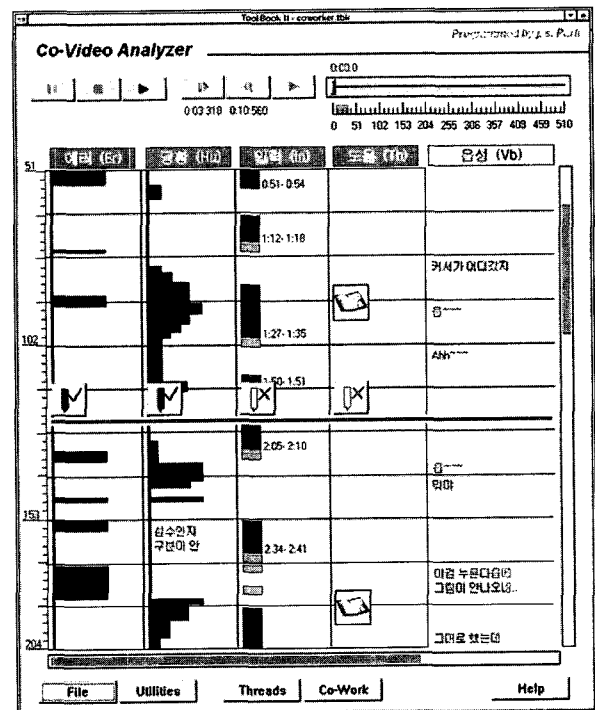 ToolBook II - coworker.tbk
Co-Video Analyzer
Programmed by j. s. Park
0:00.0
0:03:318 0:10:560
0 51 102 153 204 255 306 357 408 459 510
에러 (Er)
(Hu)
입력 (In)
도움 (Th)
음성 (Vb)
51
0:51- 0:54
1:12- 1:18
커서가 어디갔지
음~~~
1:27- 1:35
102
Ahh~~~
1:50- 1:51
2:05- 2:10
음~~~
뭐야
153
함수인지
구분이 안
2:34- 2:41
이걸 누른다음에
그림이 안나오네..
그대로 했는데
204
File
Utilities
Threads
Co-Work
Help